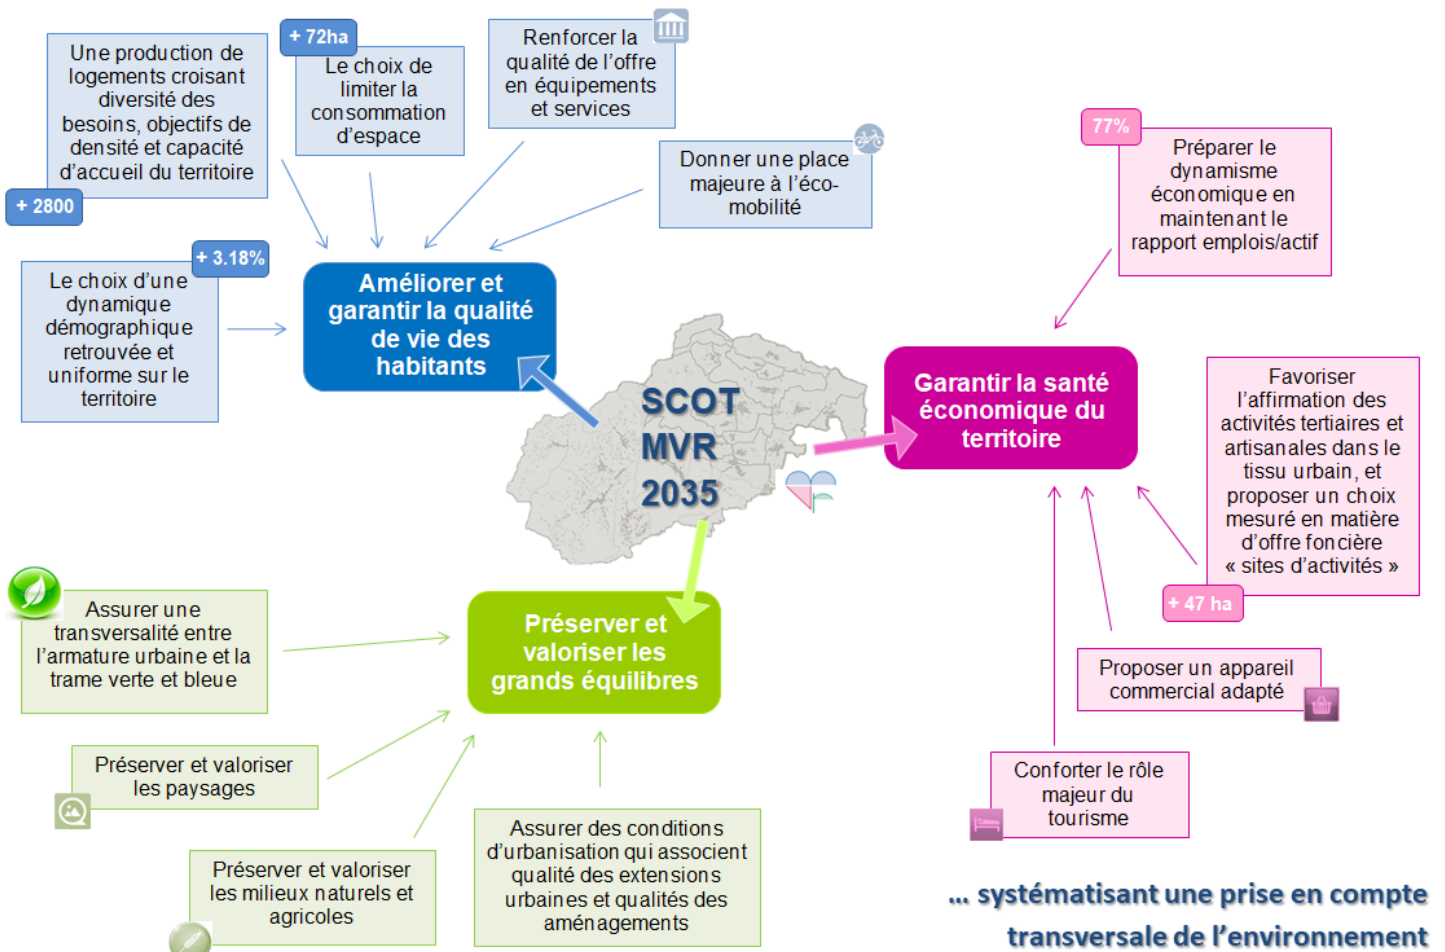 + 72ha
Une production de
logements croisant
diversité des
besoins, objectifs de
densité et capacité
d'accueil du territoire
+ 2800
Le choix de
limiter la
consommation
d'espace
Renforcer la
qualité de l'offre
en équipements
et services
Donner une place
majeure à l'éco-
mobilité
+ 3.18%
Le choix d'une
dynamique
démographique
retrouvée et
uniforme sur le
territoire
Améliorer et
garantir la qualité
de vie des
habitants
77%
Préparer le
dynamisme
économique en
maintenant le
rapport emplois/actif
SCOT
MVR
2035
Garantir la santé
économique du
territoire
Favoriser
l'affirmation des
activités tertiaires et
artisanales dans le
tissu urbain, et
proposer un choix
mesuré en matière
d'offre foncière
« sites d'activités »
+ 47 ha
Proposer un appareil
commercial adapté
Conforter le rôle
majeur du
tourisme
Préserver et
valoriser les
grands équilibres
Assurer une
transversalité entre
l'armature urbaine et la
trame verte et bleue
Préserver et valoriser
les paysages
Préserver et valoriser
les milieux naturels et
agricoles
Assurer des conditions
d'urbanisation qui associent
qualité des extensions
urbaines et qualités des
aménagements
... systématisant une prise en compte
transversale de l'environnement